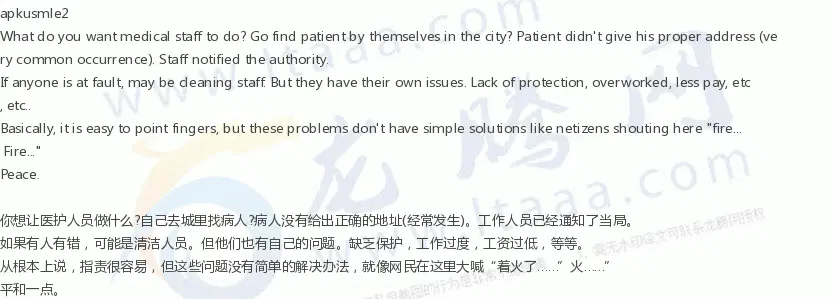 apkusmle2
What do you want medical staff to do? Go find patient by themselves in the city? Patient didn't give his proper address (ve
ry common occurrence). Staff notified the authority.
If anyone is at fault, may be cleaning staff. But they have their own issues. Lack of protection, overworked, less pay, etc
, etc..
Basically, it is easy to point fingers, but these problems don't have simple solutions like netizens shouting here "fire...
Fire..."
Peace.
你想让医护人员做什么?自己去城里找病人?病人没有给出正确的地址(经常发生)。工作人员已经通知了当局。
如果有人有错，可能是清洁人员。但他们也有自己的问题。缺乏保护，工作过度，工资过低，等等。
从根本上说，指责很容易，但这些问题没有简单的解决办法，就像网民在这里大喊“着火了……”火……”
平和一点。
龙腾网
www.ltaaa.com